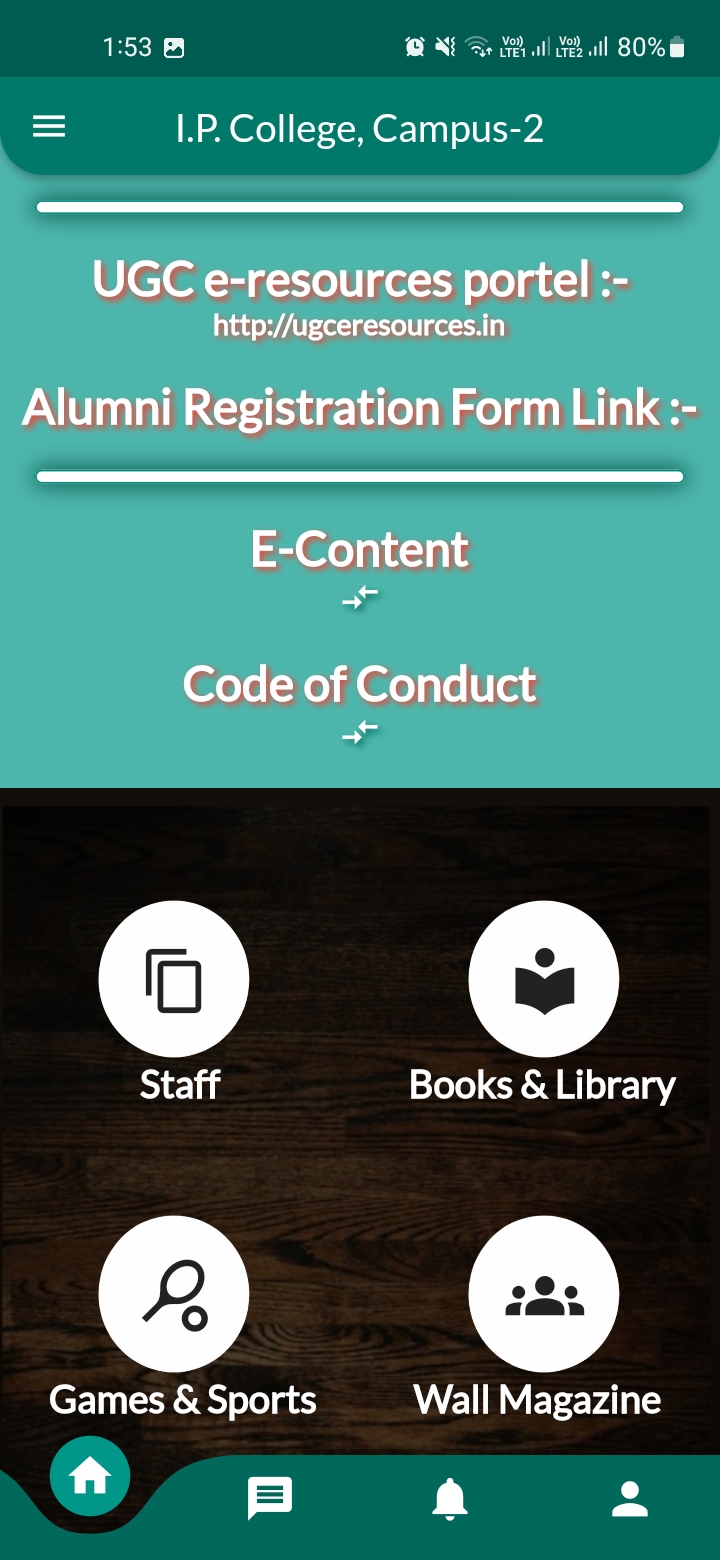 1:53
Vo)) LTE1 Vo)) LTE2 80%
I.P. College, Campus-2
UGC e-resources portel :-
http://ugceresources.in
Alumni Registration Form Link :-
E-Content
Code of Conduct
Staff
Books & Library
Games & Sports
Wall Magazine